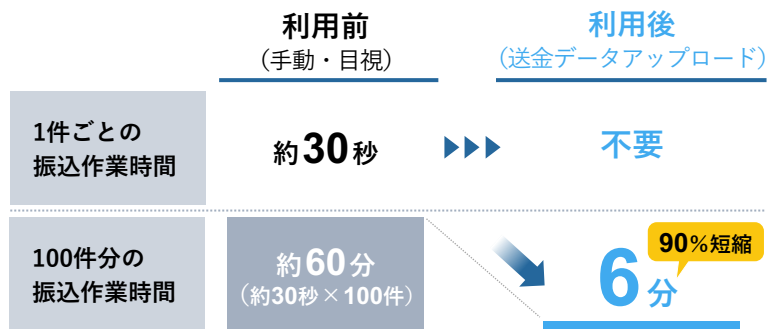 利用前
(手動・目視)
利用後
(送金データアップロード)
1件ごとの
振込作業時間
約30秒
不要
100件分の
振込作業時間
約60分
(約30秒×100件)
90%短縮
6分